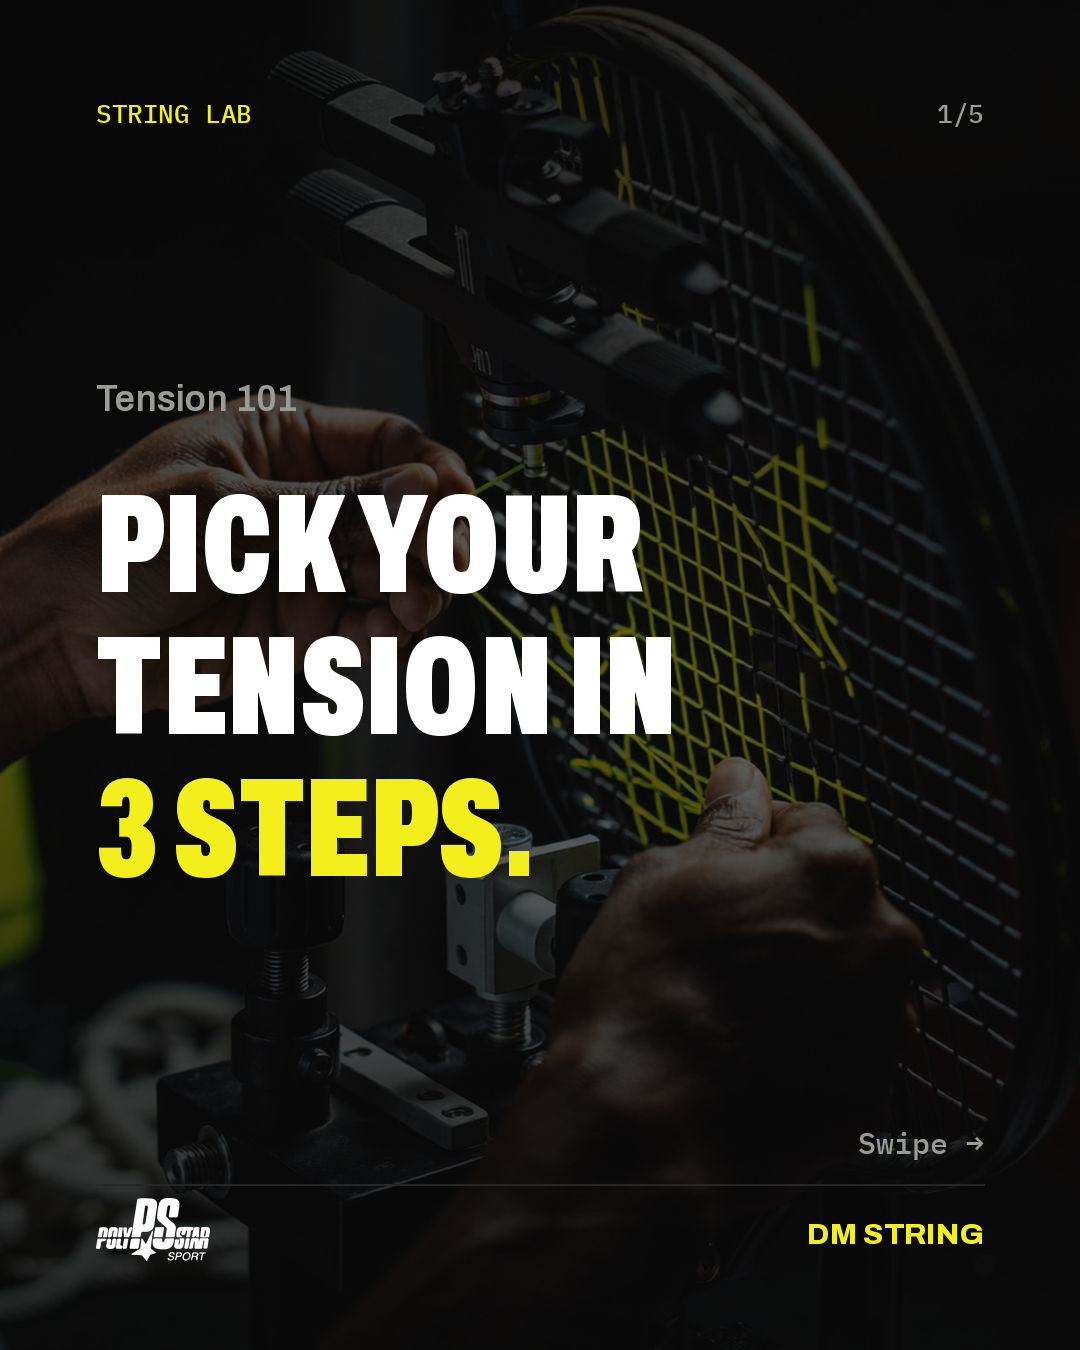 STRING LAB
1/5
Tension 101
PICK YOUR
TENSION IN
3 STEPS.
Swipe →
POLY PS STAR
SPORT
DM STRING